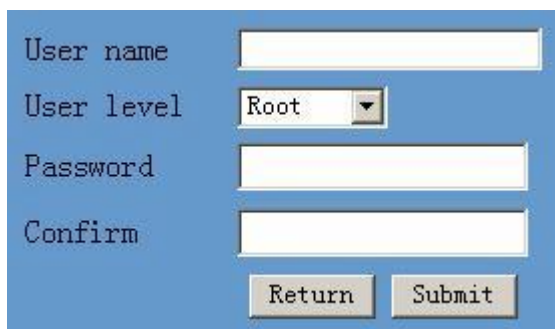 User name
User level Root
Password
Confirm
Return Submit